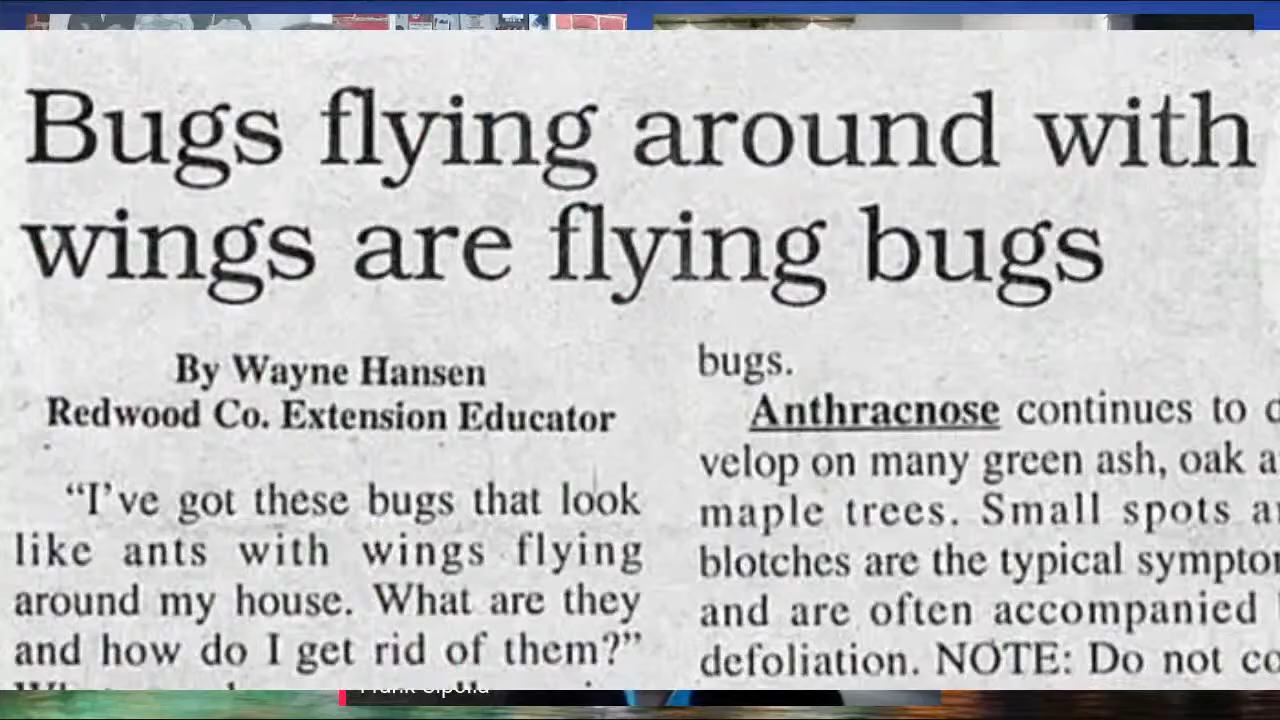 Bugs flying around with
wings are flying bugs
By Wayne Hansen
Redwood Co. Extension Educator
“I’ve got these bugs that look
like ants with wings flying
around my house. What are they
and how do I get rid of them?”
bugs.
Anthracnose continues to
velop on many green ash, oak
maple trees. Small spots
blotches are the typical
and are often accompanied
defoliation. NOTE: Do not